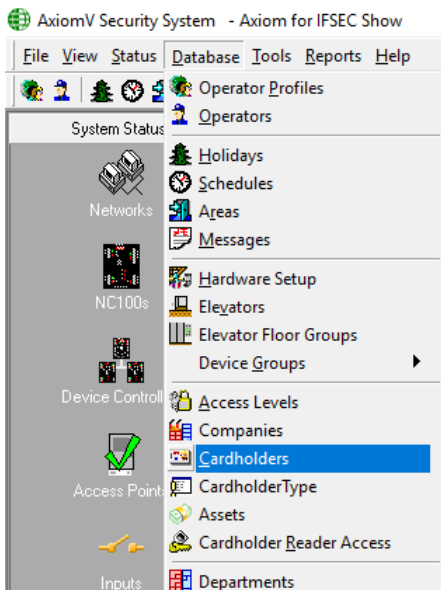 AxiomV Security System - Axiom for IFSEC Show
File View Status Database Tools Reports Help
System Status
Networks
NC100s
Device Controll
Access Point
Inputs
Operator Profiles
Operators
Holidays
Schedules
Areas
Messages
Hardware Setup
Elevators
Elevator Floor Groups
Device Groups
Access Levels
Companies
Cardholders
CardholderType
Assets
Cardholder Reader Access
Departments